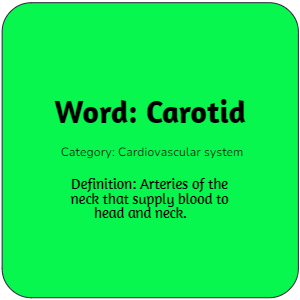 Word: Carotid
Category: Cardiovascular system
Definition: Arteries of the
neck that supply blood to
head and neck.